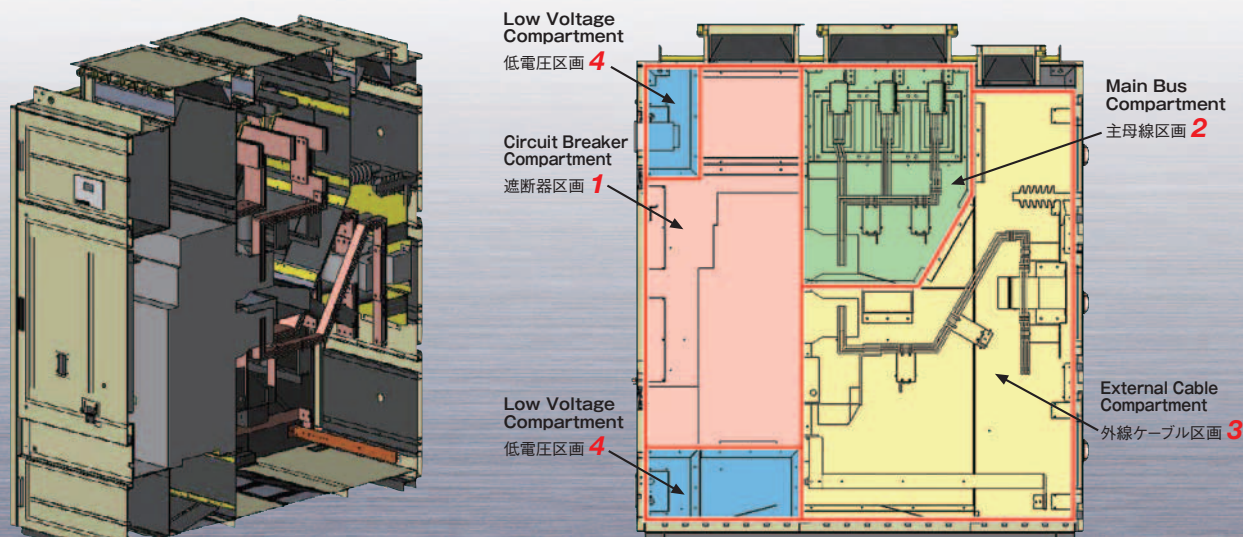 Low Voltage
Compartment
低電圧区画 4
Circuit Breaker
Compartment
遮断器区画 1
Low Voltage
Compartment
低電圧区画 4
Main Bus
Compartment
主母線区画 2
External Cable
Compartment
外線ケーブル区画 3